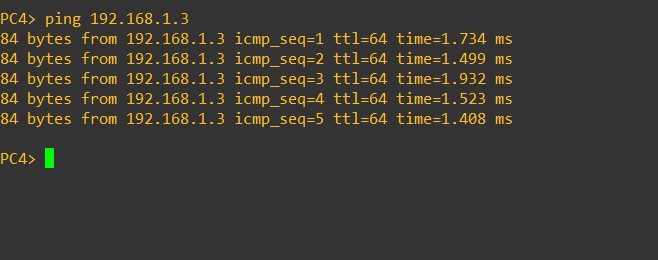 PC4> ping 192.168.1.3
84 bytes from 192.168.1.3 icmp_seq=1 ttl=64 time=1.734 ms
84 bytes from 192.168.1.3 icmp_seq=2 ttl=64 time=1.499 ms
84 bytes from 192.168.1.3 icmp_seq=3 ttl=64 time=1.932 ms
84 bytes from 192.168.1.3 icmp_seq=4 ttl=64 time=1.523 ms
84 bytes from 192.168.1.3 icmp_seq=5 ttl=64 time=1.408 ms
PC4>